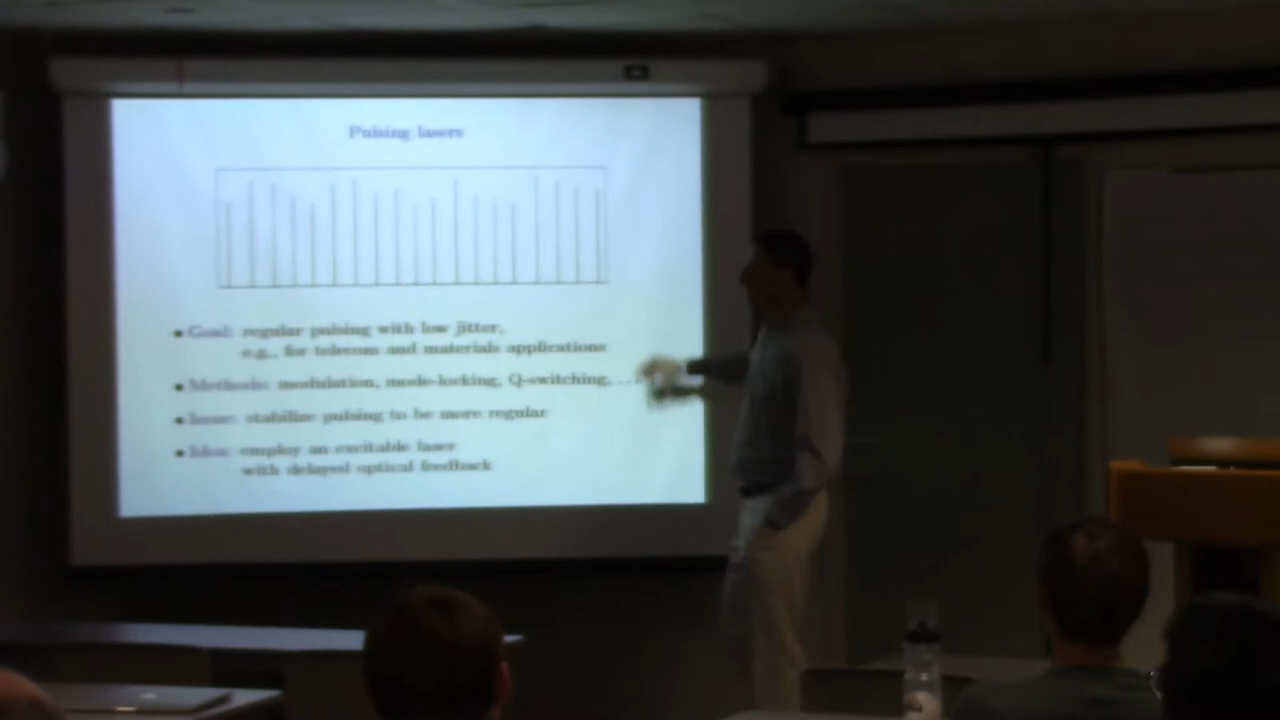 Pulsing lasers
• Goal: regular pulsing with low jitter,
e.g., for telecom and materials applications
• Methods: modulation, mode-locking, Q-switching, ...
• Issue: stabilize pulsing to be more regular
• Idea: employ an excitable laser
with delayed optical feedback